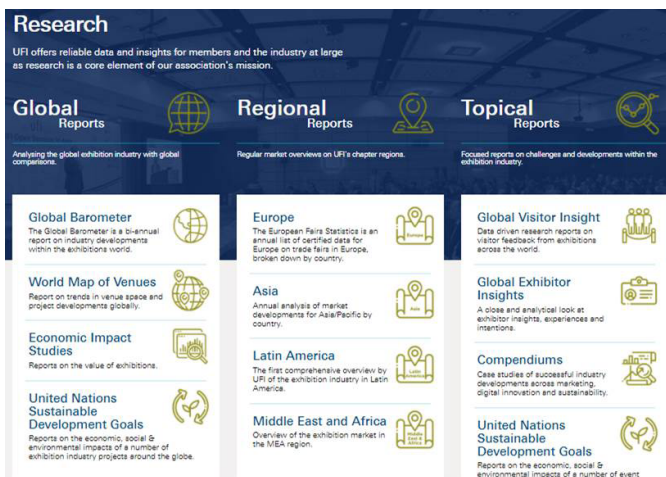 Research
UFI offers reliable data and insights for members and the industry at large
as research is a core element of our association's mission.
Global
Reports
Analysing the global exhibition industry with global
comparisons.
Regional
Reports
Regular market overviews on UFI's chapter regions.
Topical
Reports
Focused reports on challenges and developments within the
exhibition industry.
Global Barometer
The Global Barometer is a bi-annual
report on industry developments
within the exhibitions world.
World Map of Venues
Report on trends in venue space and
project developments globally.
Economic Impact
Studies
Reports on the value of exhibitions.
United Nations
Sustainable
Development Goals
Reports on the economic, social &
environmental impacts of a number of
exhibition industry projects around the globe.
Europe
The European Fairs Statistics is an
annual list of certified data for
Europe on trade fairs in Europe,
broken down by country.
Europe
Asia
Annual analysis of market
developments for Asia/Pacific by
country.
Asia
Latin America
The first comprehensive overview by
UFI of the exhibition industry in Latin
America.
Latin
America
Middle East and Africa
Overview of the exhibition market in
the MEA region.
Middle
East &
Africa
Global Visitor Insight
Data driven research reports on
visitor feedback from exhibitions
across the world.
Global Exhibitor
Insights
A close and analytical look at
exhibitor insights, experiences and
intentions.
Compendiums
Case studies of successful industry
developments across marketing,
digital innovation and sustainability.
United Nations
Sustainable
Development Goals
Reports on the economic, social &
environmental impacts of a number of event